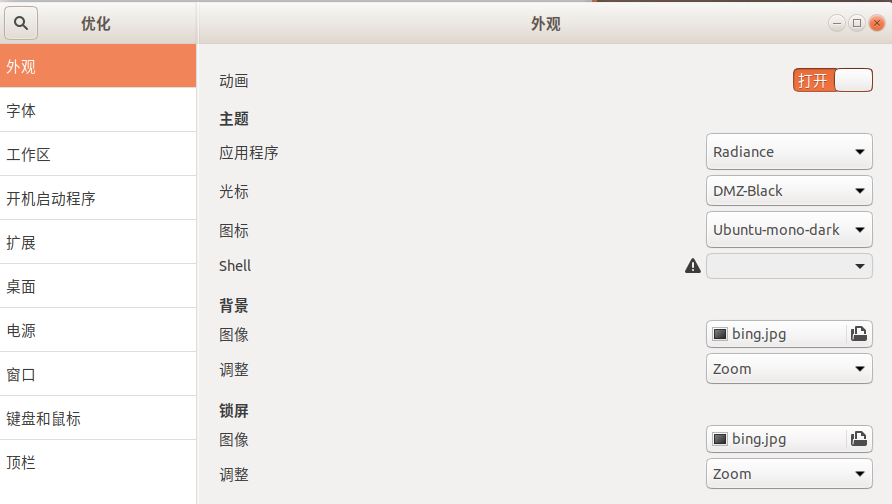 优化
外观
外观
字体
工作区
开机启动程序
扩展
桌面
电源
窗口
键盘和鼠标
顶栏
动画
打开
主题
应用程序
Radiance
光标
DMZ-Black
图标
Ubuntu-mono-dark
Shell
背景
图像
bing.jpg
调整
Zoom
锁屏
图像
bing.jpg
调整
Zoom